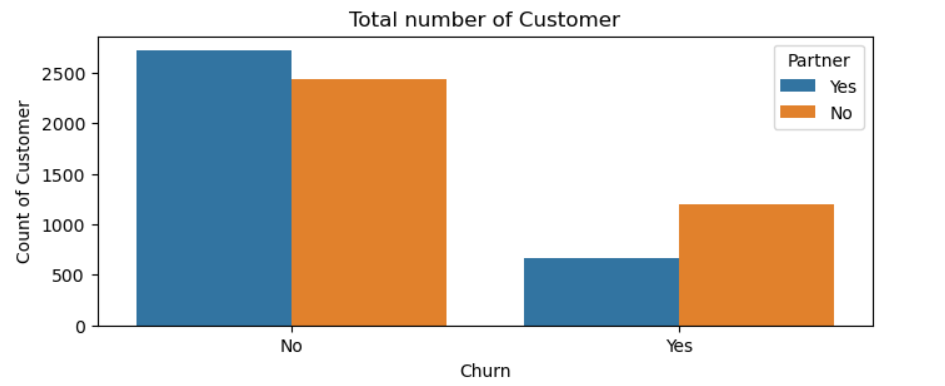 Total number of Customer
Count of Customer
2500
2000
1500
1000
500
0
Partner
Yes
No
No
Yes
Churn